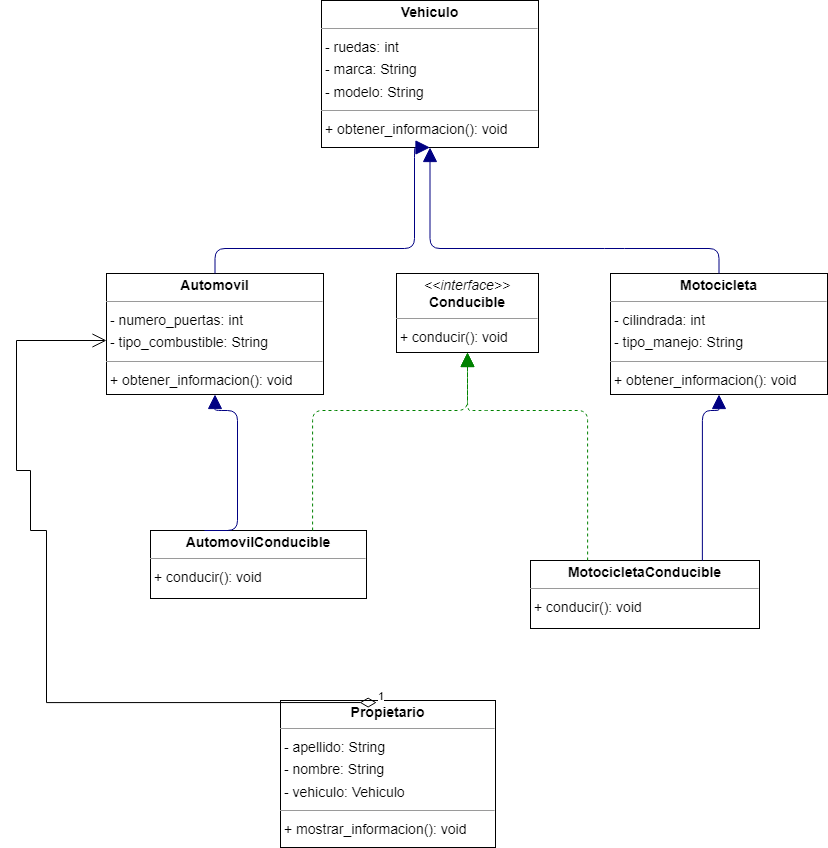 Vehiculo
- ruedas: int
- marca: String
- modelo: String
+ obtener_informacion(): void
Automovil
- numero_puertas: int
- tipo_combustible: String
+ obtener_informacion(): void
<<interface>>
Conducible
+ conducir(): void
Motocicleta
- cilindrada: int
- tipo_manejo: String
+ obtener_informacion(): void
AutomovilConducible
+ conducir(): void
MotocicletaConducible
+ conducir(): void
1
Propietario
- apellido: String
- nombre: String
- vehiculo: Vehiculo
+ mostrar_informacion(): void